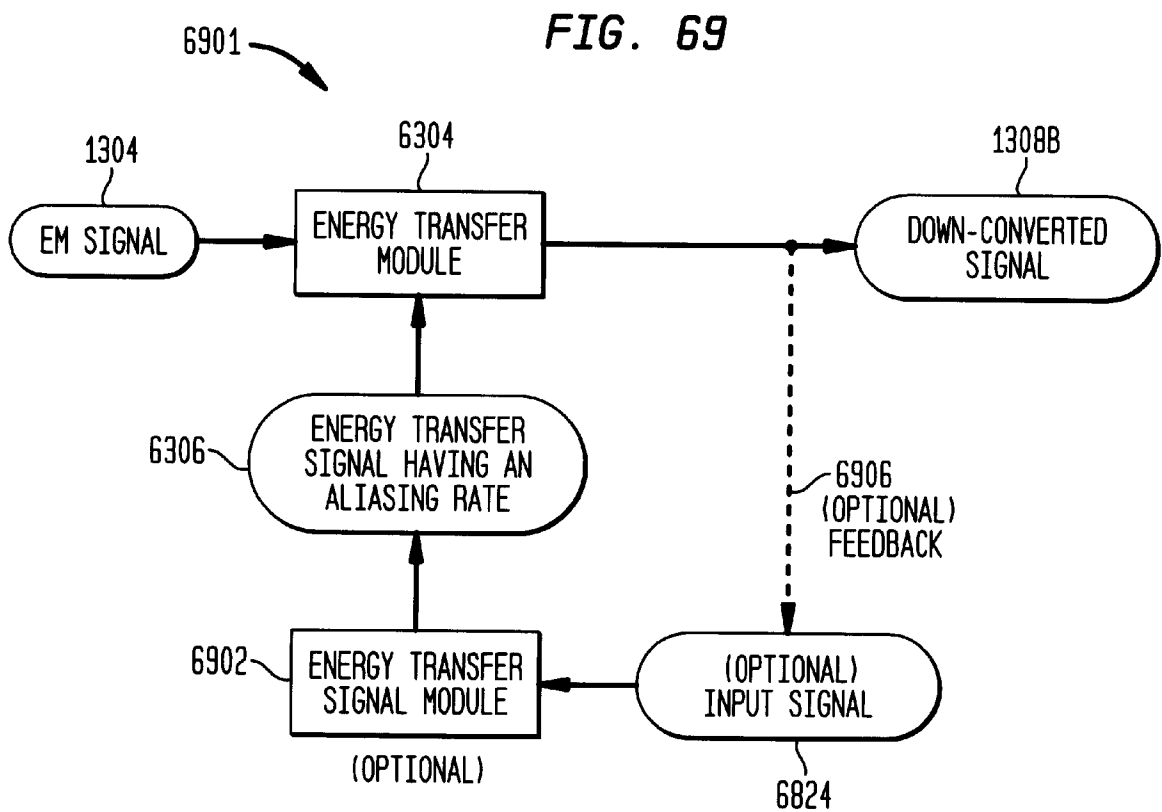 FIG. 69
6901
1304
EM SIGNAL
6304
ENERGY TRANSFER
MODULE
1308B
DOWN-CONVERTED
SIGNAL
6306
ENERGY TRANSFER
SIGNAL HAVING AN
ALIASING RATE
6906
(OPTIONAL)
FEEDBACK
6902
ENERGY TRANSFER
SIGNAL MODULE
(OPTIONAL)
(OPTIONAL)
INPUT SIGNAL
6824